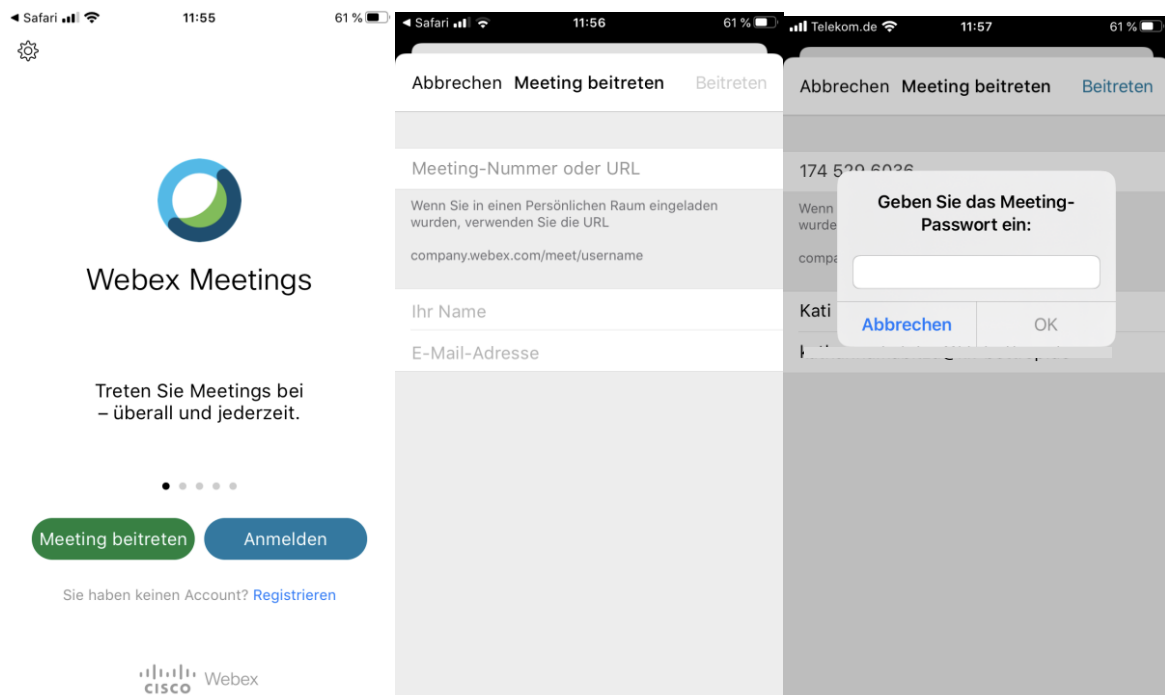 Safari
11:55
61 %
Webex Meetings
Treten Sie Meetings bei
– überall und jederzeit.
Meeting beitreten
Anmelden
Sie haben keinen Account? Registrieren
CISCO Webex
Safari
11:56
61 %
Abbrechen Meeting beitreten Beitreten
Meeting-Nummer oder URL
Wenn Sie in einen Persönlichen Raum eingeladen
wurden, verwenden Sie die URL
company.webex.com/meet/username
Ihr Name
E-Mail-Adresse
Telekom.de
11:57
61 %
Abbrechen Meeting beitreten Beitreten
174 529 6036
Wenn
wurde
compa
Geben Sie das Meeting-
Passwort ein:
Abbrechen
OK
Kati